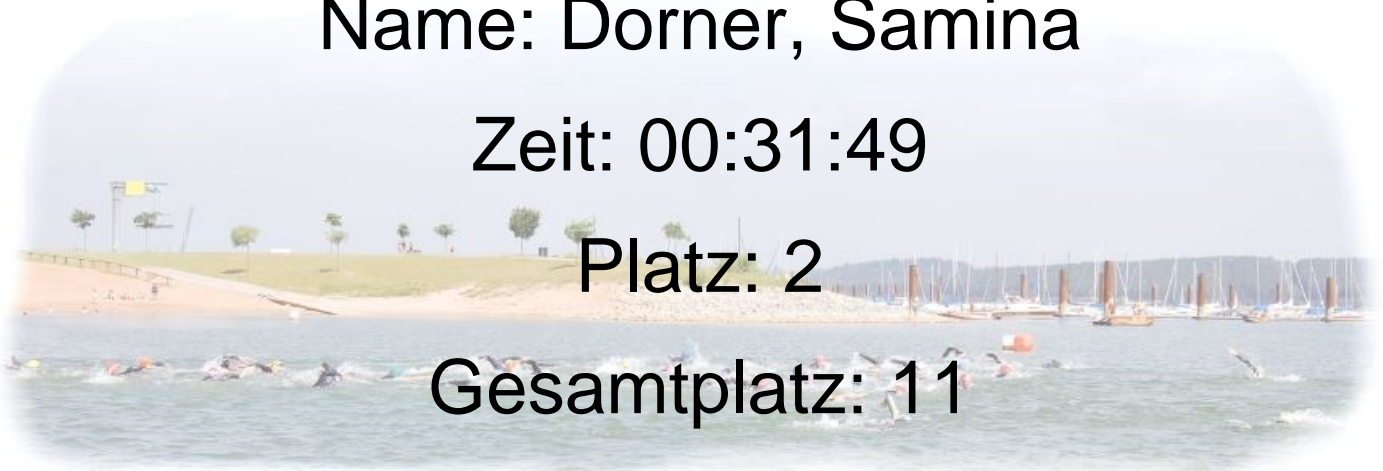 Name: Dorner, Samina
Zeit: 00:31:49
Platz: 2
Gesamtplatz: 11